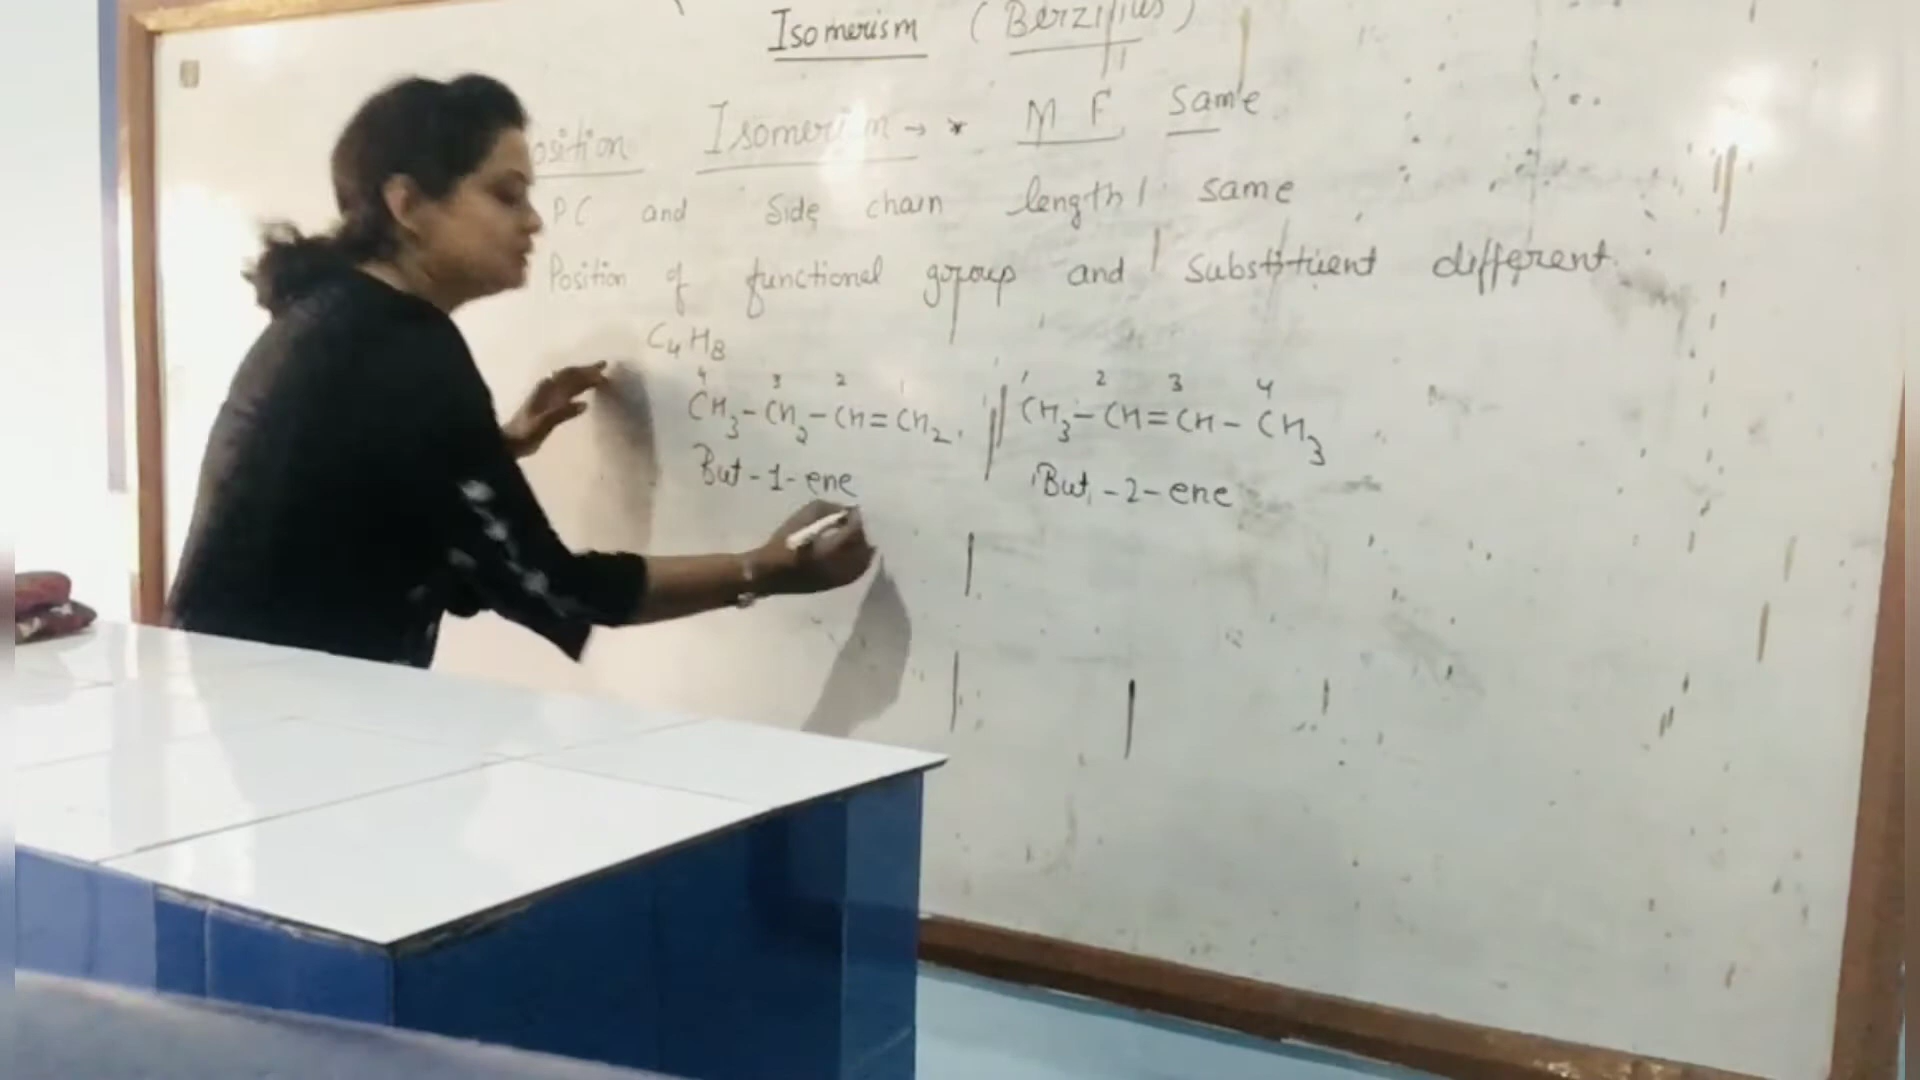 Isomerism (Berzilius)
osition Isomerism → * M F Same
PC and Side chain length same
Position of functional group and Substituent different.
C₄H₈
4 3 2 1 1 2 3 4
CH₃-CH₂-CH=CH₂. // CH₃-CH=CH-CH₃
But-1-ene But-2-ene